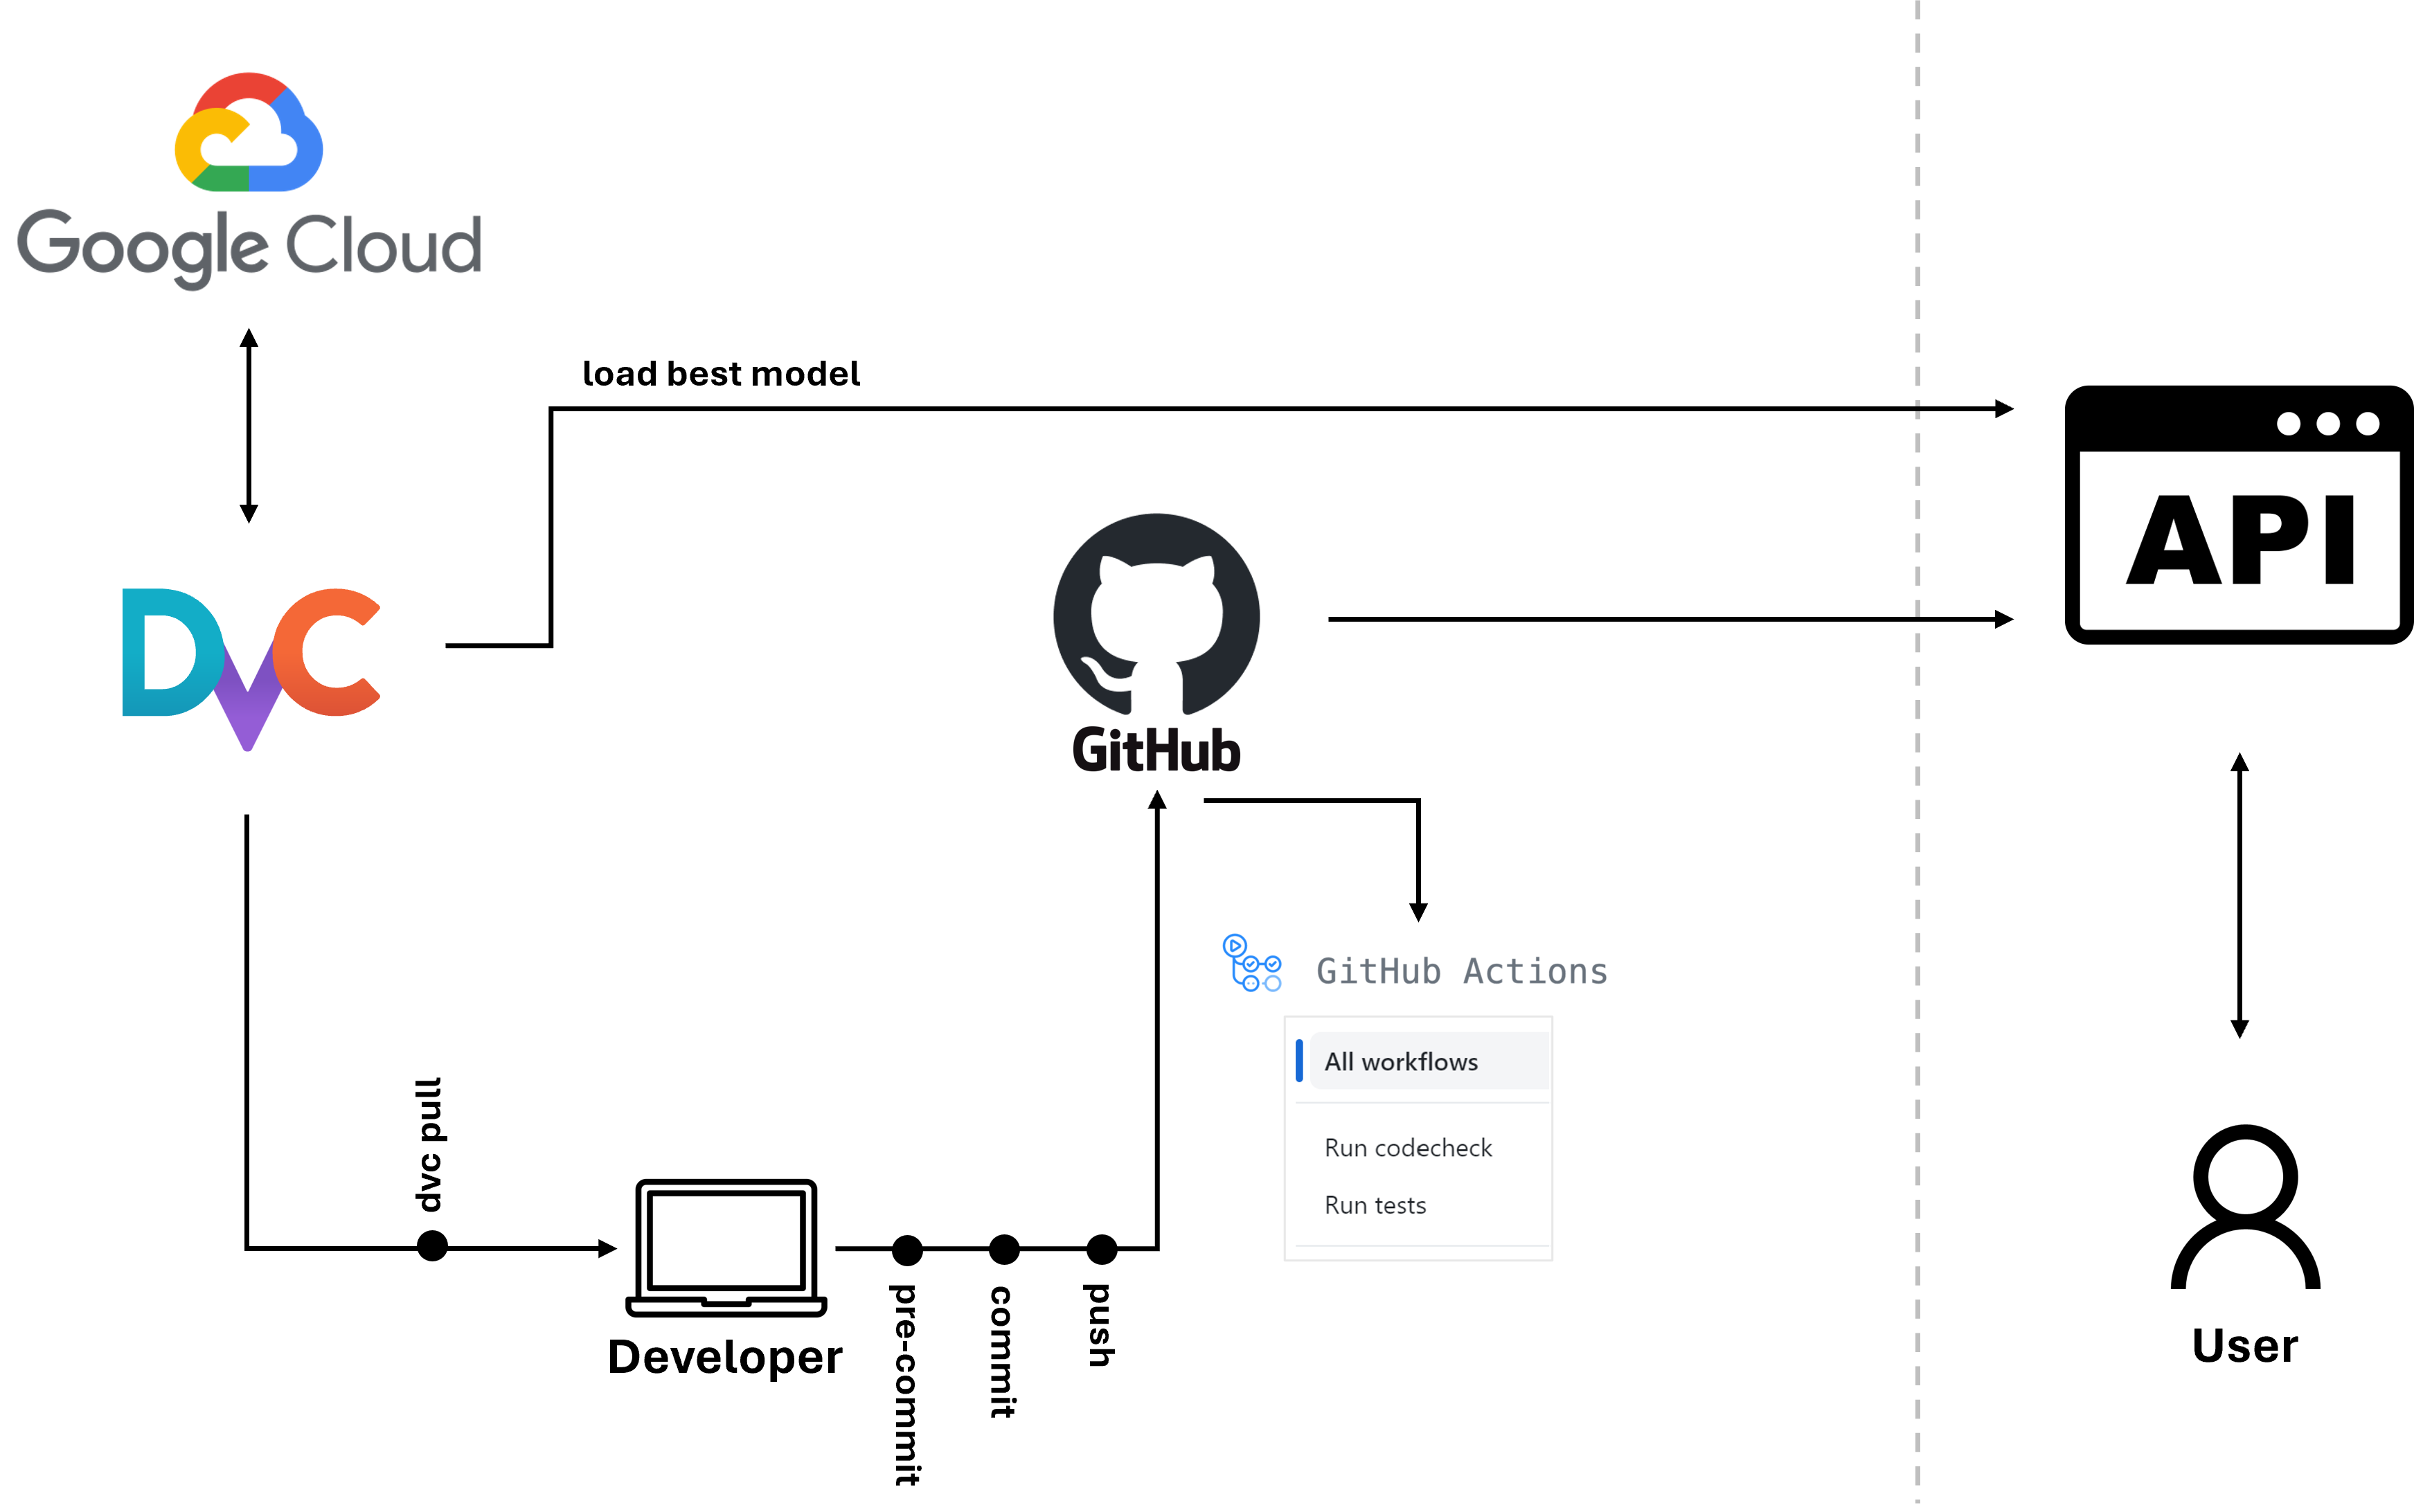 Google Cloud
load best model
API
DVC
GitHub
GitHub Actions
All workflows
Run codecheck
Run tests
dvc pull
Developer
pre-commit
commit
push
User